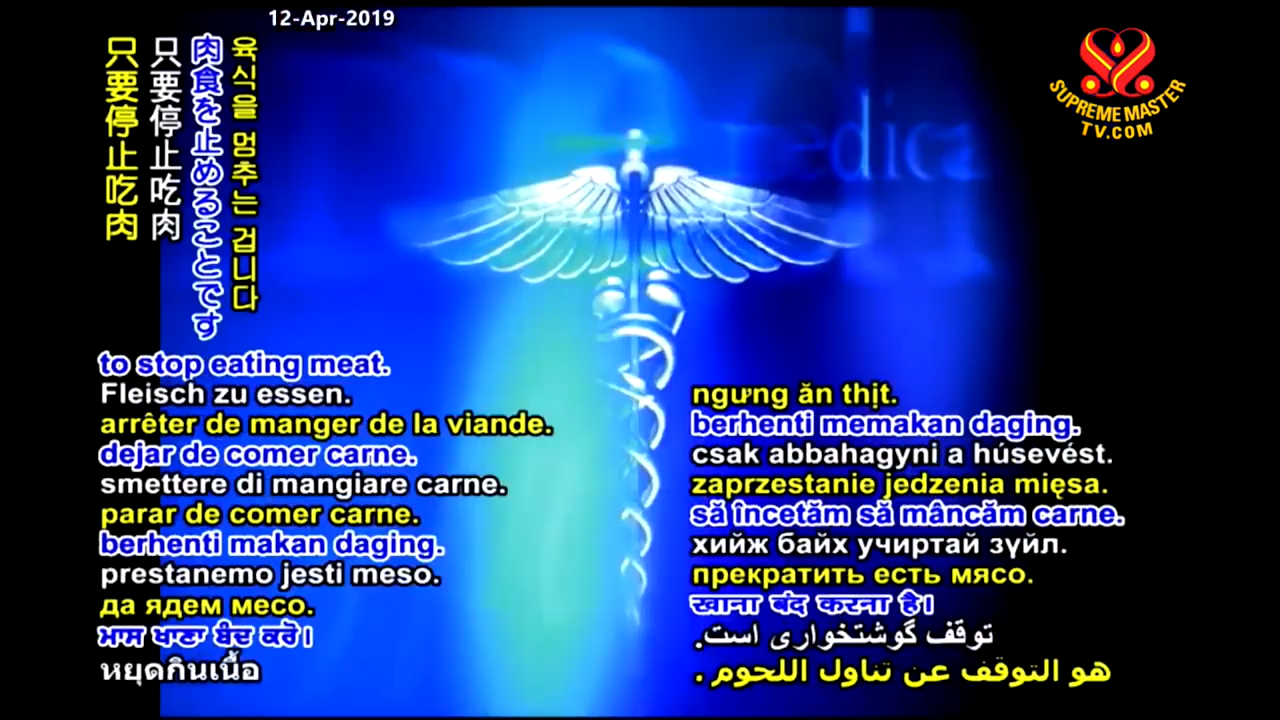 12-Apr-2019
SUPREME MASTER
TV.COM
medica
육식을 멈추는 겁니다
肉食を止めることです
只要停止吃肉
只要停止吃肉
to stop eating meat.
Fleisch zu essen.
arrêter de manger de la viande.
dejar de comer carne.
smettere di mangiare carne.
parar de comer carne.
berhenti makan daging.
prestanemo jesti meso.
да ядем месо.
ਮਾਸ ਖਾਣਾ ਬੰਦ ਕਰੋ।
หยุดกินเนื้อ
ngưng ăn thịt.
berhenti memakan daging.
csak abbahagyni a húsevést.
zaprzestanie jedzenia mięsa.
să încetăm să mâncăm carne.
хийж байх учиртай зүйл.
прекратить есть мясо.
खाना बंद करना है।
توقف گوشتخواری است.
هو التوقف عن تناول اللحوم .